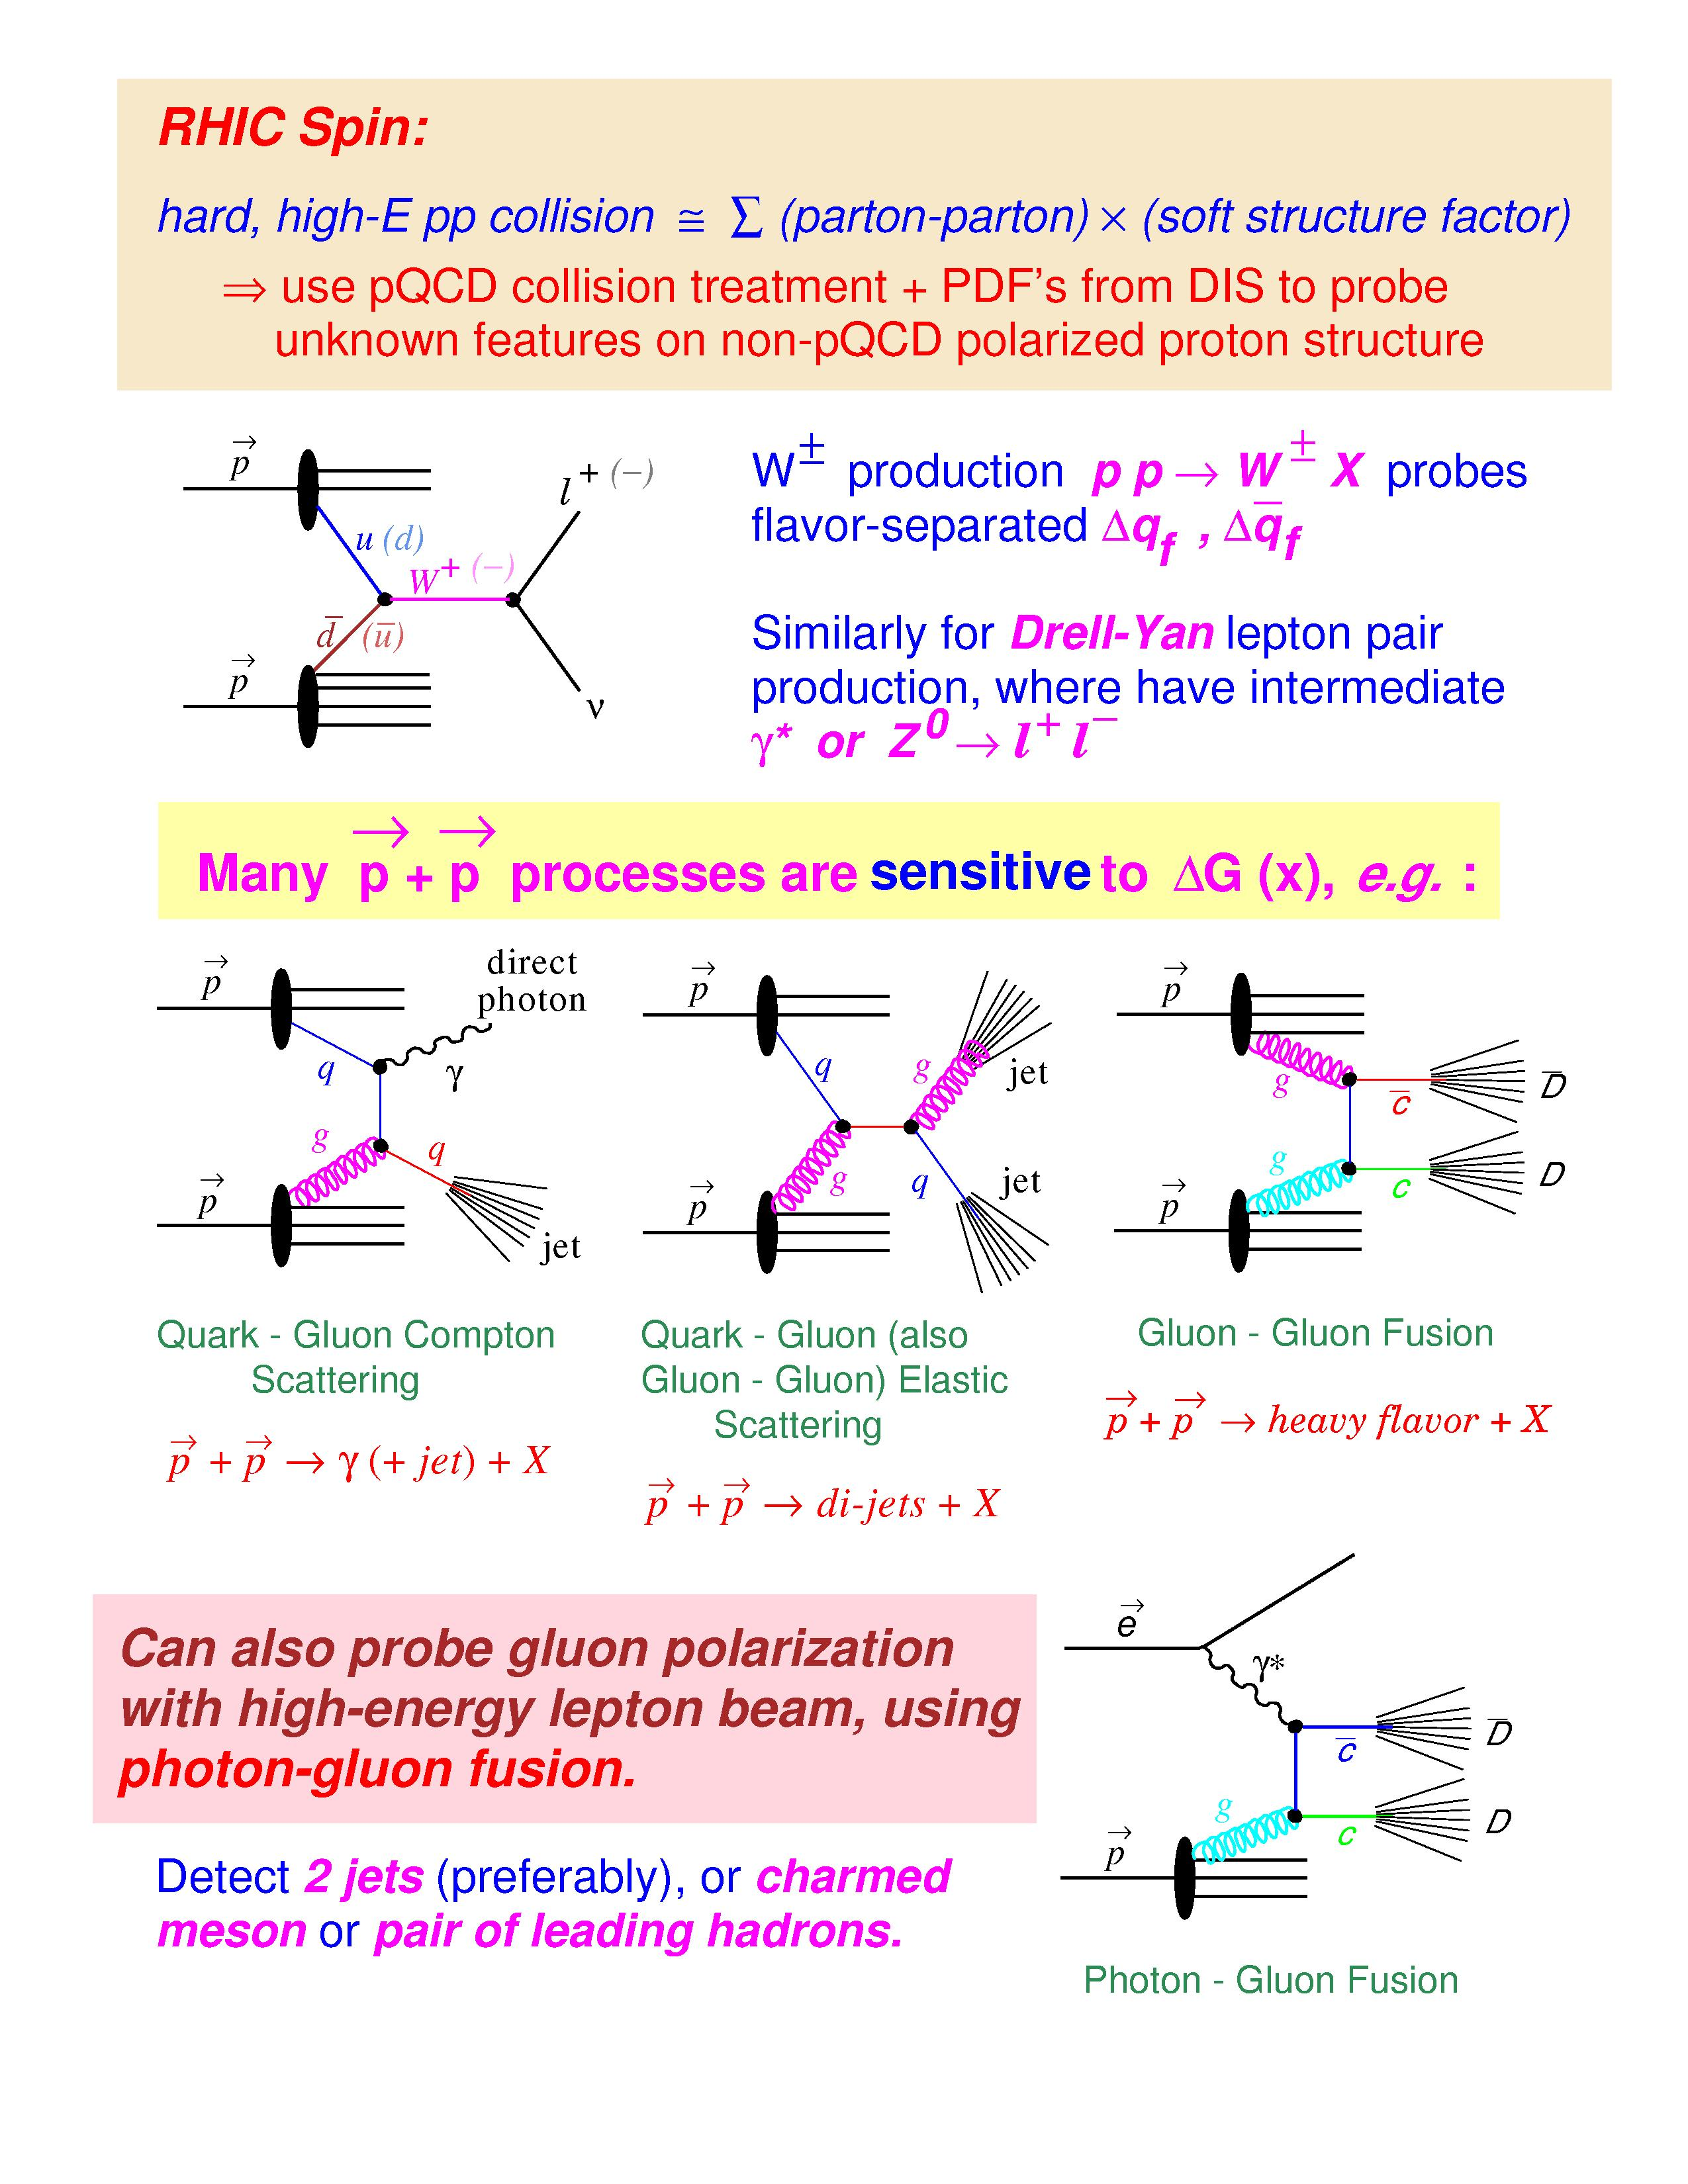 RHIC Spin:
hard, high-E pp collision ≅ Σ (parton-parton) × (soft structure factor)
⇒ use pQCD collision treatment + PDF's from DIS to probe
unknown features on non-pQCD polarized proton structure
p⃗
u (d)
W⁺ (−)
l⁺ (−)
d̄ (ū)
p⃗
ν
W± production p p → W± X probes
flavor-separated Δq_f , Δq̄_f
Similarly for Drell-Yan lepton pair
production, where have intermediate
γ* or Z⁰ → l⁺ l⁻
Many p⃗ + p⃗ processes are sensitive to ΔG (x), e.g. :
p⃗
direct
photon
q
γ
g
q
p⃗
jet
p⃗
q
g
jet
g
q
jet
p⃗
p⃗
g
c̄
D̄
g
c
D
p⃗
Quark - Gluon Compton
Scattering
p⃗ + p⃗ → γ (+ jet) + X
Quark - Gluon (also
Gluon - Gluon) Elastic
Scattering
p⃗ + p⃗ → di-jets + X
Gluon - Gluon Fusion
p⃗ + p⃗ → heavy flavor + X
Can also probe gluon polarization
with high-energy lepton beam, using
photon-gluon fusion.
Detect 2 jets (preferably), or charmed
meson or pair of leading hadrons.
e⃗
γ*
c̄
D̄
g
c
D
p⃗
Photon - Gluon Fusion